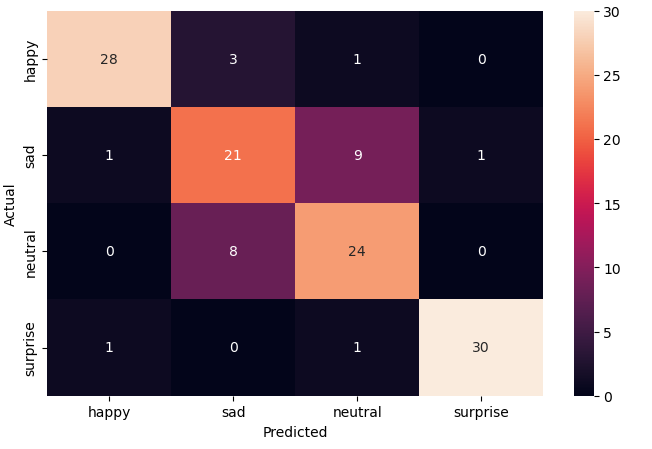 happy 28 3 1 0
sad 1 21 9 1
neutral 0 8 24 0
surprise 1 0 1 30
happy sad neutral surprise
Predicted
Actual
30
25
20
15
10
5
0